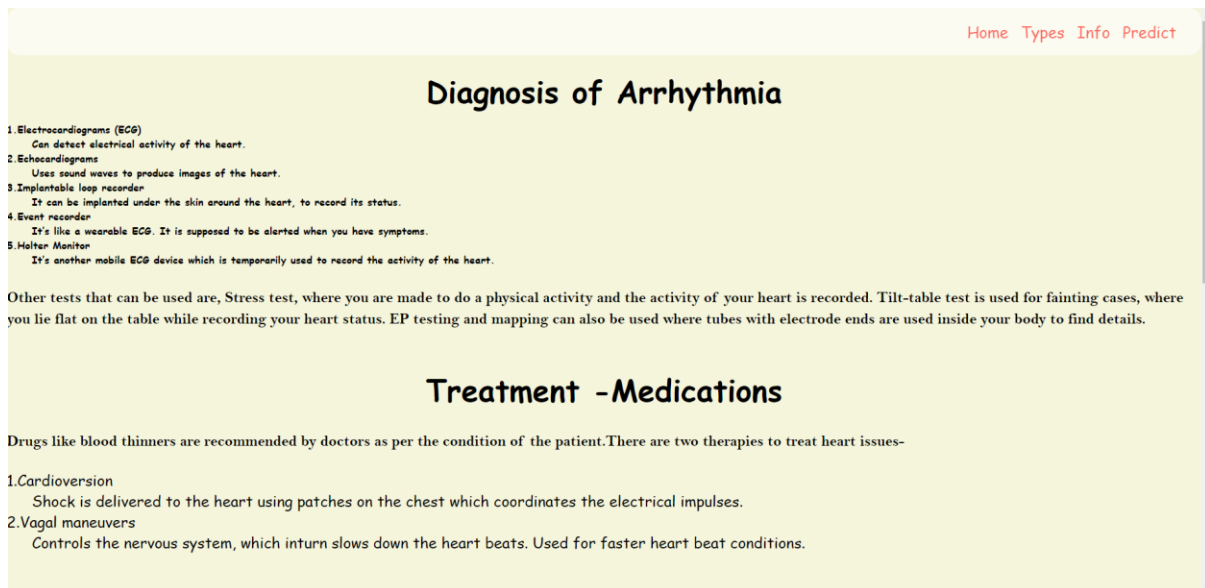 Home Types Info Predict
Diagnosis of Arrhythmia
1.Electrocardiograms (ECG)
Can detect electrical activity of the heart.
2.Echocardiograms
Uses sound waves to produce images of the heart.
3.Implantable loop recorder
It can be implanted under the skin around the heart, to record its status.
4.Event recorder
It's like a wearable ECG. It is supposed to be alerted when you have symptoms.
5.Holter Monitor
It's another mobile ECG device which is temporarily used to record the activity of the heart.
Other tests that can be used are, Stress test, where you are made to do a physical activity and the activity of your heart is recorded. Tilt-table test is used for fainting cases, where
you lie flat on the table while recording your heart status. EP testing and mapping can also be used where tubes with electrode ends are used inside your body to find details.
Treatment -Medications
Drugs like blood thinners are recommended by doctors as per the condition of the patient.There are two therapies to treat heart issues-
1.Cardioversion
Shock is delivered to the heart using patches on the chest which coordinates the electrical impulses.
2.Vagal maneuvers
Controls the nervous system, which inturn slows down the heart beats. Used for faster heart beat conditions.